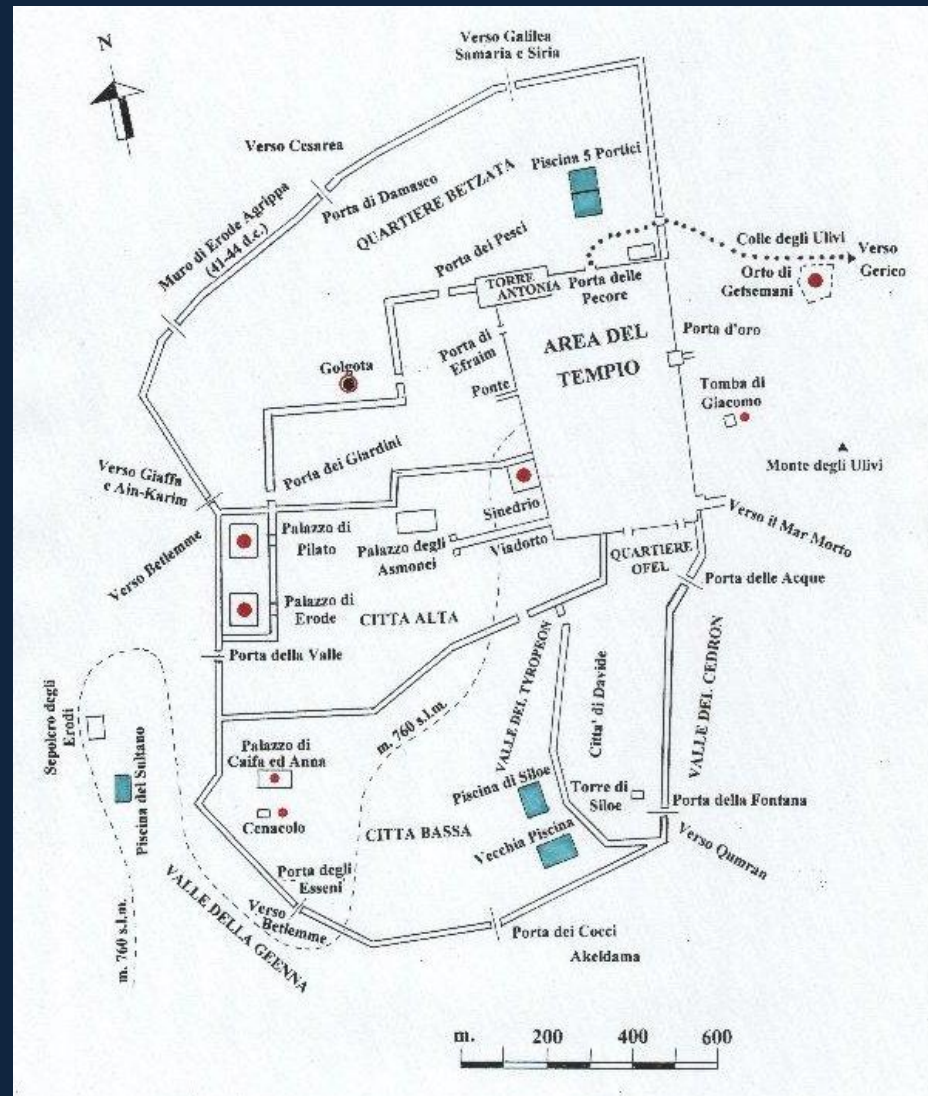 N
Verso Galilea
Samaria e Siria
Verso Cesarea
Muro di Erode Agrippa
(41-44 d.c.)
Porta di Damasco
QUARTIERE BETZATA
Piscina 5 Portici
Porta dei Pesci
TORRE
ANTONIA
Porta delle
Pecore
Colle degli Ulivi
Verso
Gerico
Orto di
Getsemani
Porta di
Efraim
AREA DEL
TEMPIO
Porta d'oro
Golgota
Ponte
Tomba di
Giacomo
Monte degli Ulivi
Porta dei Giardini
Verso Giaffa
e Ain-Karim
Sinedrio
Verso il Mar Morto
Verso Betlemme
Palazzo di
Pilato
Palazzo degli
Asmonei
Viadotto
QUARTIERE
OFEL
Porta delle Acque
Palazzo di
Erode
CITTA ALTA
Porta della Valle
VALLE DEL TYROPEON
Citta' di Davide
VALLE DEL CEDRON
Sepolcro degli
Erodi
m. 760 s.l.m.
Piscina del Sultano
Palazzo di
Caifa ed Anna
Piscina di Siloe
Torre di
Siloe
Porta della Fontana
Cenacolo
CITTA BASSA
Vecchia Piscina
Verso Qumran
Porta degli
Esseni
VALLE DELLA GEENNA
Verso
Betlemme
m. 760 s.l.m.
Porta dei Cocci
Akeldama
m. 200 400 600